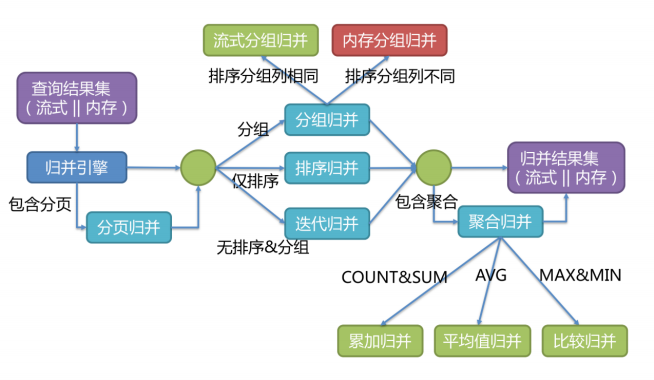 流式分组归并
内存分组归并
排序分组列相同
排序分组列不同
查询结果集
（流式 || 内存）
分组
分组归并
归并引擎
仅排序
排序归并
归并结果集
（流式 || 内存）
包含分页
分页归并
无排序&分组
迭代归并
包含聚合
聚合归并
COUNT&SUM
AVG
MAX&MIN
累加归并
平均值归并
比较归并